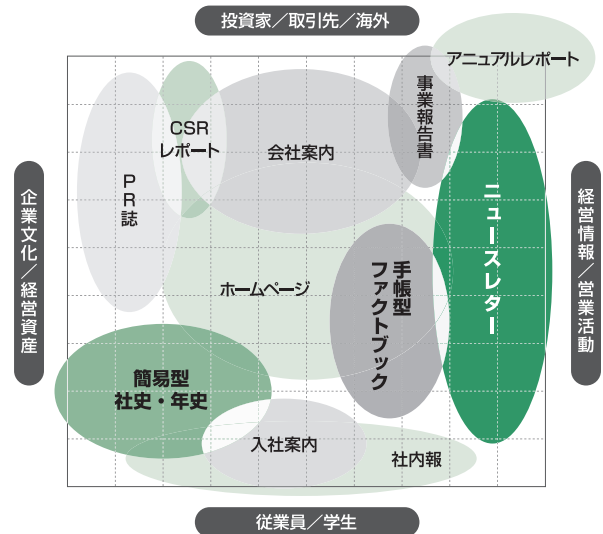 投資家／取引先／海外
アニュアルレポート
事業報告書
CSR
レポート
会社案内
PR誌
企業文化／経営資産
経営情報／営業活動
ニュースレター
手帳型
ファクトブック
ホームページ
簡易型
社史・年史
入社案内
社内報
従業員／学生